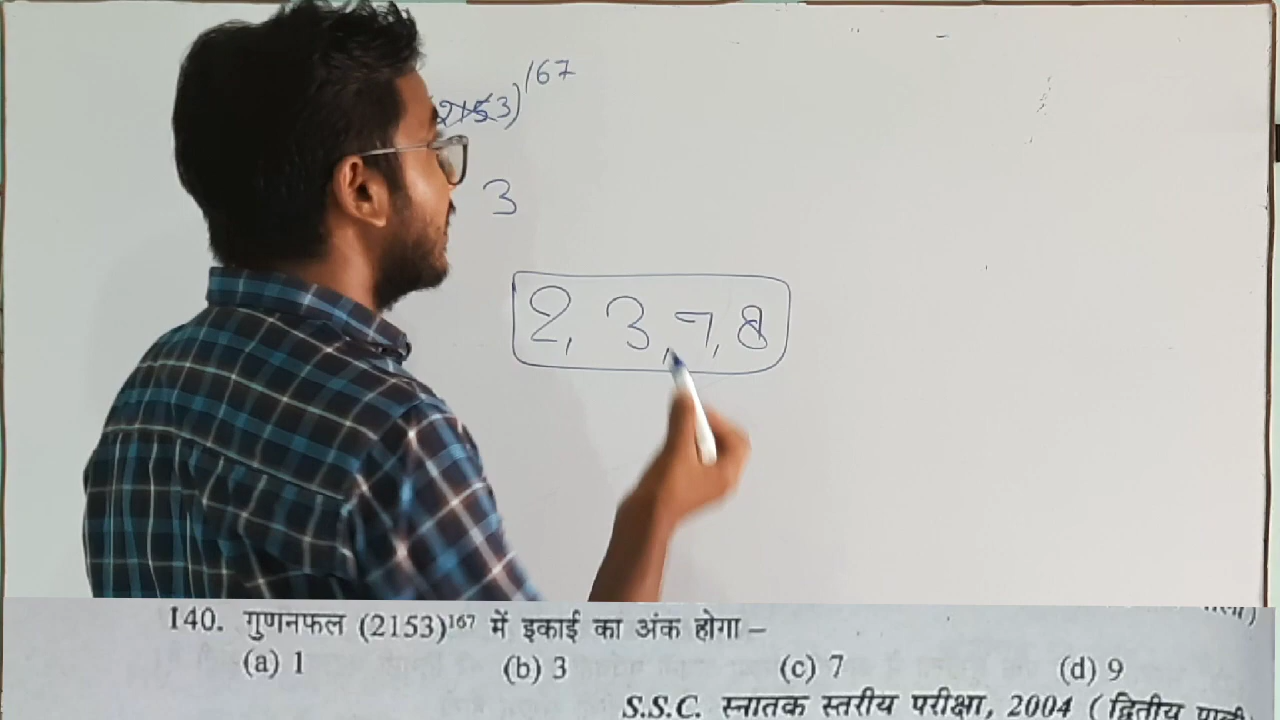 2153)¹⁶⁷
3
2, 3, 7, 8
140. गुणनफल (2153)¹⁶⁷ में इकाई का अंक होगा –
(a) 1 (b) 3 (c) 7 (d) 9
S.S.C. स्नातक स्तरीय परीक्षा, 2004 (द्वितीय पाली)